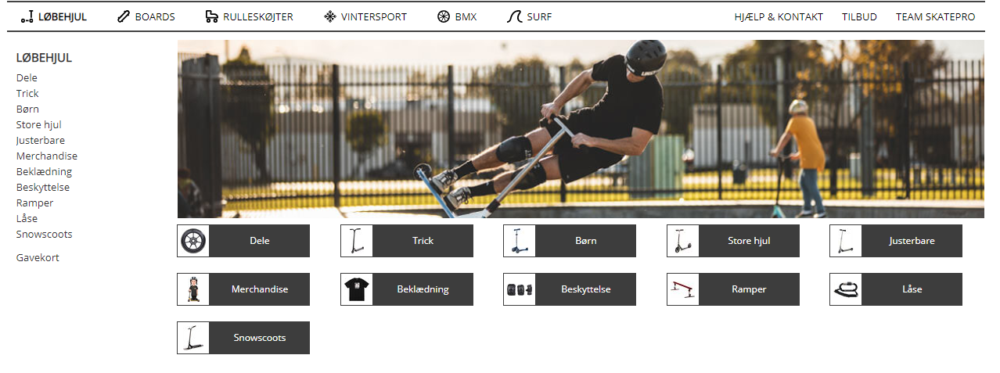 LØBEHJUL BOARDS RULLESKØJTER VINTERSPORT BMX SURF HJÆLP & KONTAKT TILBUD TEAM SKATEPRO
LØBEHJUL
Dele
Trick
Børn
Store hjul
Justerbare
Merchandise
Beklædning
Beskyttelse
Ramper
Låse
Snowscoots
Gavekort
Dele Trick Børn Store hjul Justerbare
Merchandise Beklædning Beskyttelse Ramper Låse
Snowscoots